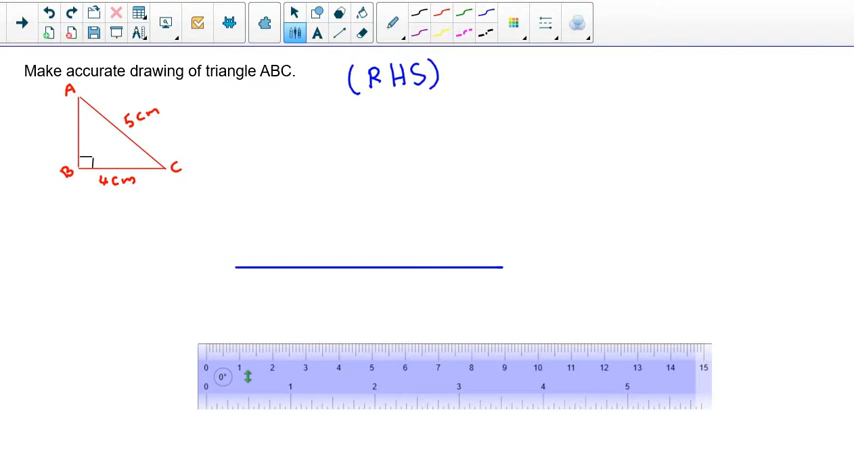 Make accurate drawing of triangle ABC.
(RHS)
A
5cm
B
C
4cm
0 1 2 3 4 5 6 7 8 9 10 11 12 13 14 15
0°
0 1 2 3 4 5